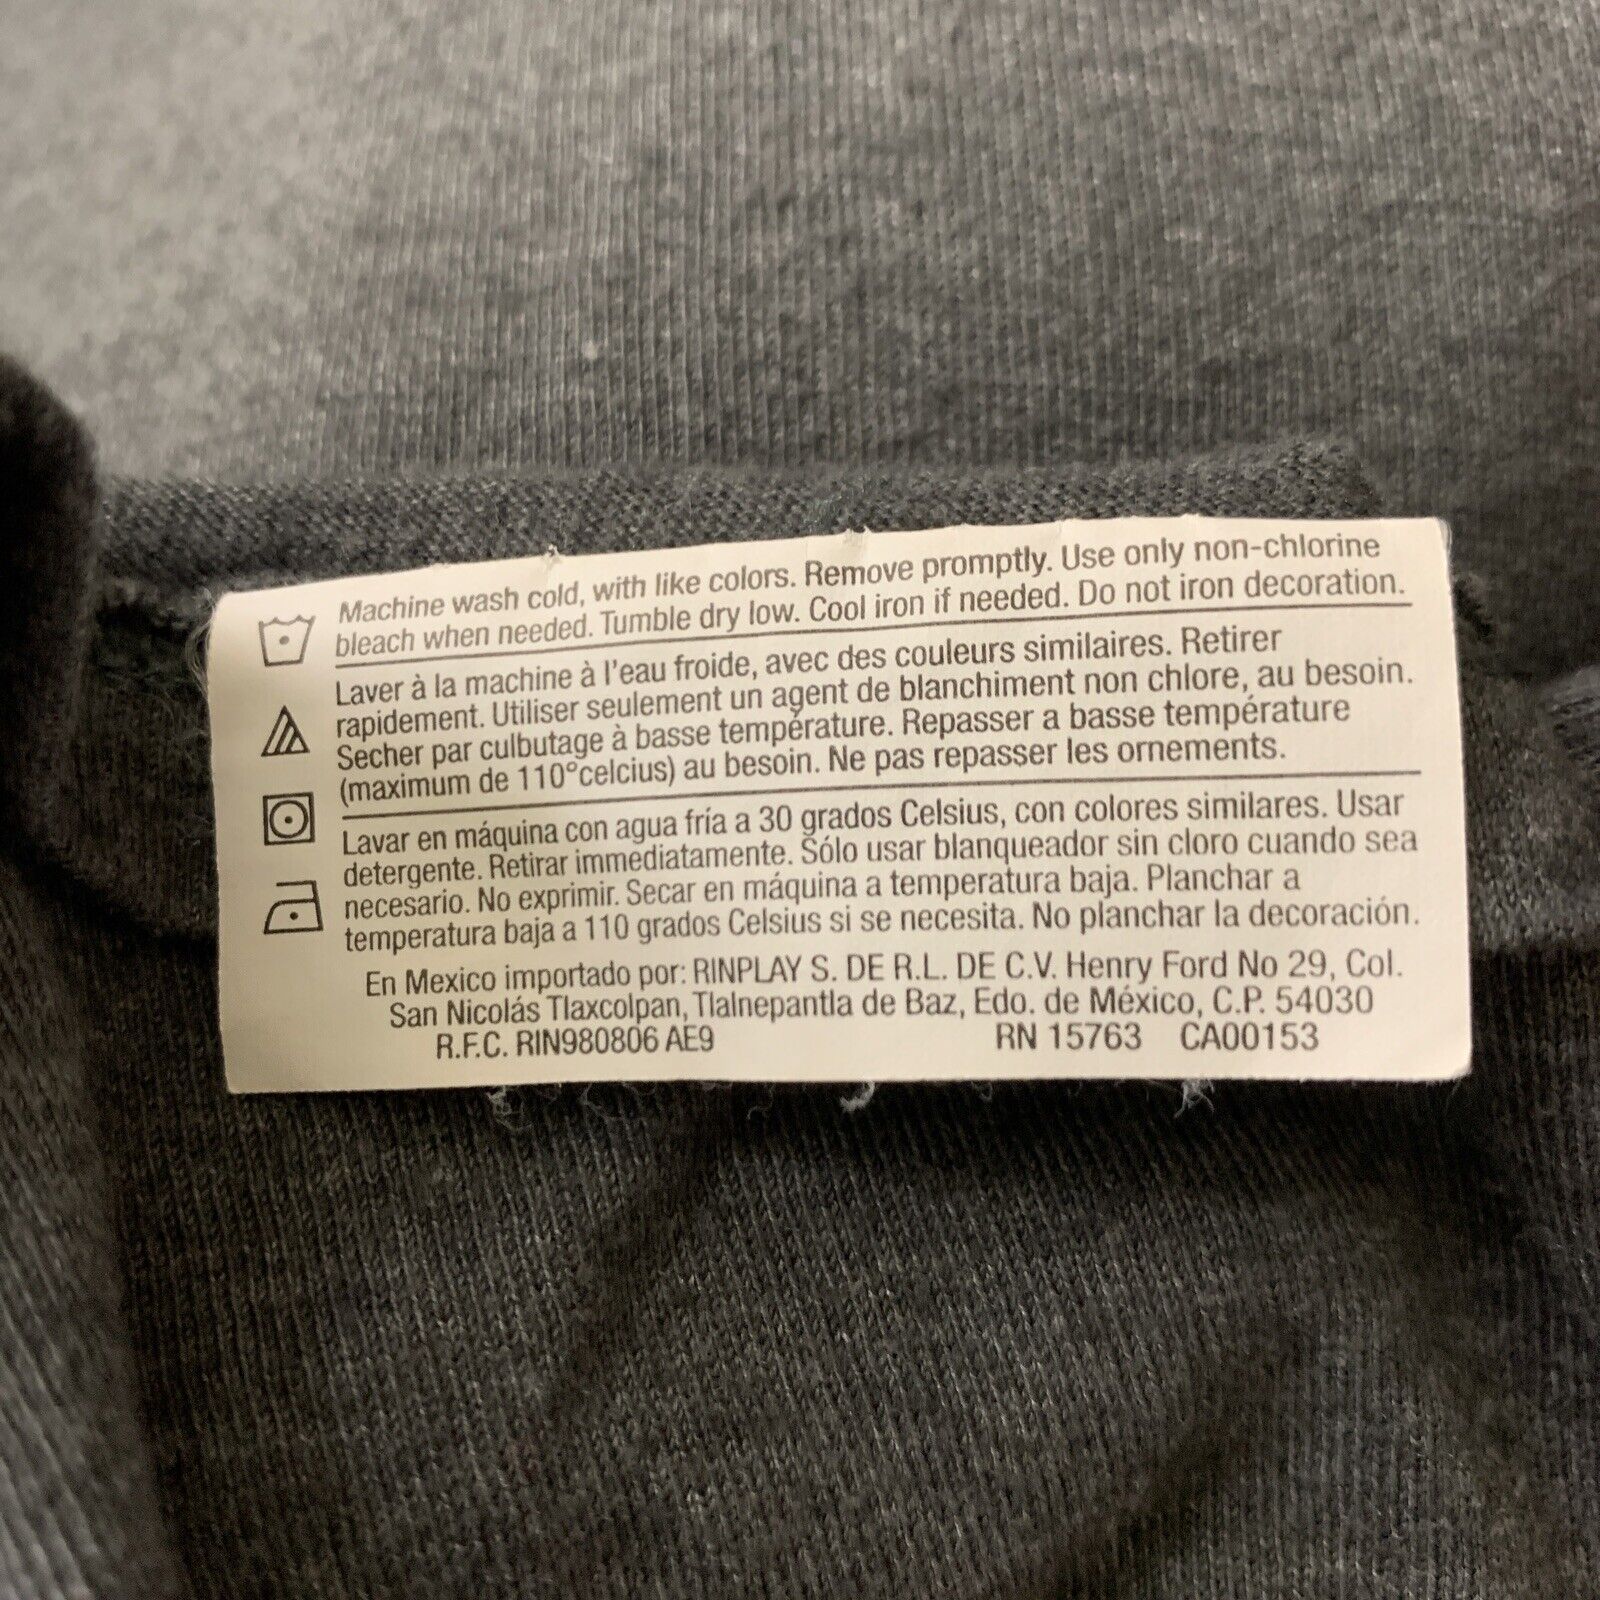 Machine wash cold, with like colors. Remove promptly. Use only non-chlorine
bleach when needed. Tumble dry low. Cool iron if needed. Do not iron decoration.
Laver à la machine à l'eau froide, avec des couleurs similaires. Retirer
rapidement. Utiliser seulement un agent de blanchiment non chlore, au besoin.
Secher par culbutage à basse température. Repasser a basse température
(maximum de 110°celcius) au besoin. Ne pas repasser les ornements.
Lavar en máquina con agua fría a 30 grados Celsius, con colores similares. Usar
detergente. Retirar immediatamente. Sólo usar blanqueador sin cloro cuando sea
necesario. No exprimir. Secar en máquina a temperatura baja. Planchar a
temperatura baja a 110 grados Celsius si se necesita. No planchar la decoración.
En Mexico importado por: RINPLAY S. DE R.L. DE C.V. Henry Ford No 29, Col.
San Nicolás Tlaxcolpan, Tlalnepantla de Baz, Edo. de México, C.P. 54030
R.F.C. RIN980806 AE9 RN 15763 CA00153